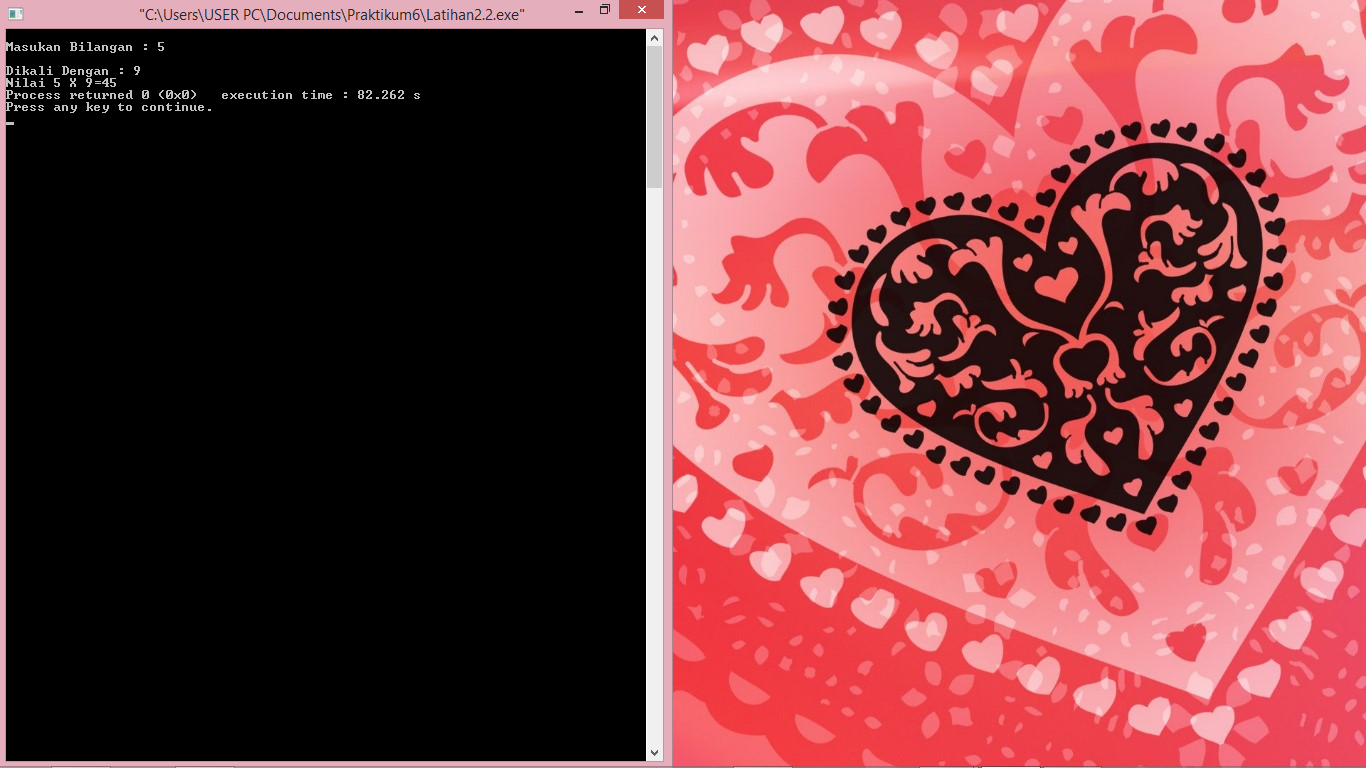 "C:\Users\USER PC\Documents\Praktikum6\Latihan2.2.exe"
Masukan Bilangan : 5
Dikali Dengan : 9
Nilai 5 X 9=45
Process returned 0 (0x0)   execution time : 82.262 s
Press any key to continue.